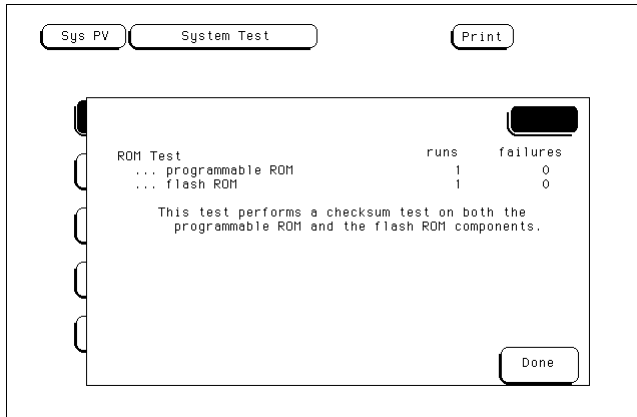 Sys PV System Test Print
ROM Test runs failures
... programmable ROM 1 0
... flash ROM 1 0
This test performs a checksum test on both the
programmable ROM and the flash ROM components.
Done